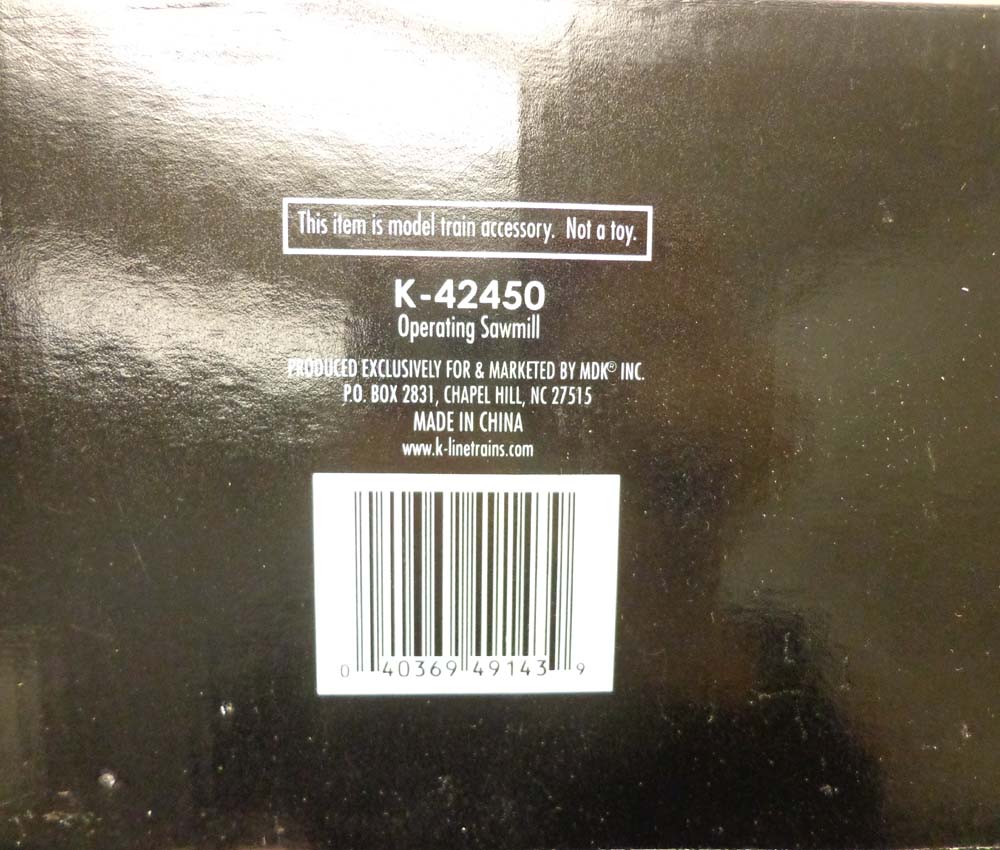 This item is model train accessory. Not a toy.
K-42450
Operating Sawmill
PRODUCED EXCLUSIVELY FOR & MARKETED BY MDK® INC.
P.O. BOX 2831, CHAPEL HILL, NC 27515
MADE IN CHINA
www.k-linetrains.com
0 40369 49143 9